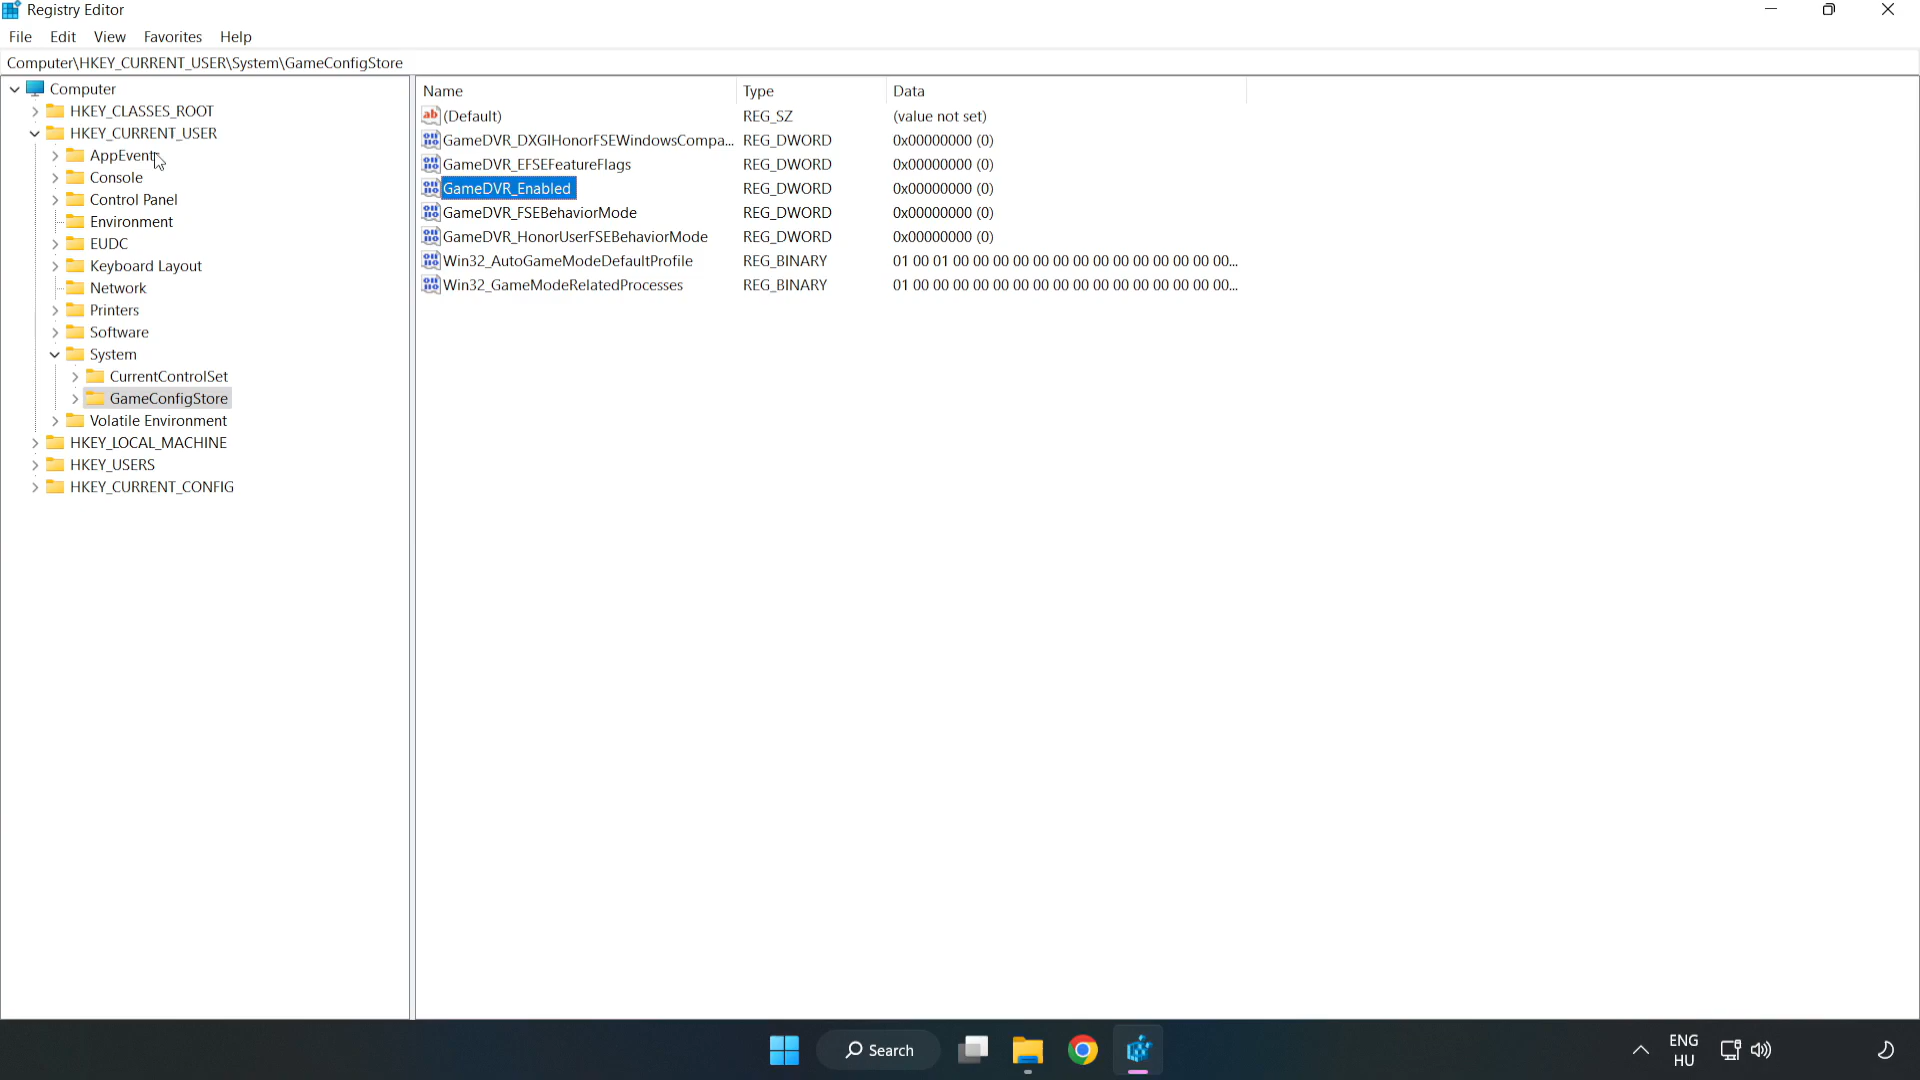 Registry Editor
File Edit View Favorites Help
Computer\HKEY_CURRENT_USER\System\GameConfigStore
Computer
HKEY_CLASSES_ROOT
HKEY_CURRENT_USER
AppEvents
Console
Control Panel
Environment
EUDC
Keyboard Layout
Network
Printers
Software
System
CurrentControlSet
GameConfigStore
Volatile Environment
HKEY_LOCAL_MACHINE
HKEY_USERS
HKEY_CURRENT_CONFIG
Name Type Data
ab (Default) REG_SZ (value not set)
GameDVR_DXGIHonorFSEWindowsCompa... REG_DWORD 0x00000000 (0)
GameDVR_EFSEFeatureFlags REG_DWORD 0x00000000 (0)
GameDVR_Enabled REG_DWORD 0x00000000 (0)
GameDVR_FSEBehaviorMode REG_DWORD 0x00000000 (0)
GameDVR_HonorUserFSEBehaviorMode REG_DWORD 0x00000000 (0)
Win32_AutoGameModeDefaultProfile REG_BINARY 01 00 01 00 00 00 00 00 00 00 00 00 00 00 00 00 00...
Win32_GameModeRelatedProcesses REG_BINARY 01 00 00 00 00 00 00 00 00 00 00 00 00 00 00 00 00...
Search
ENG
HU